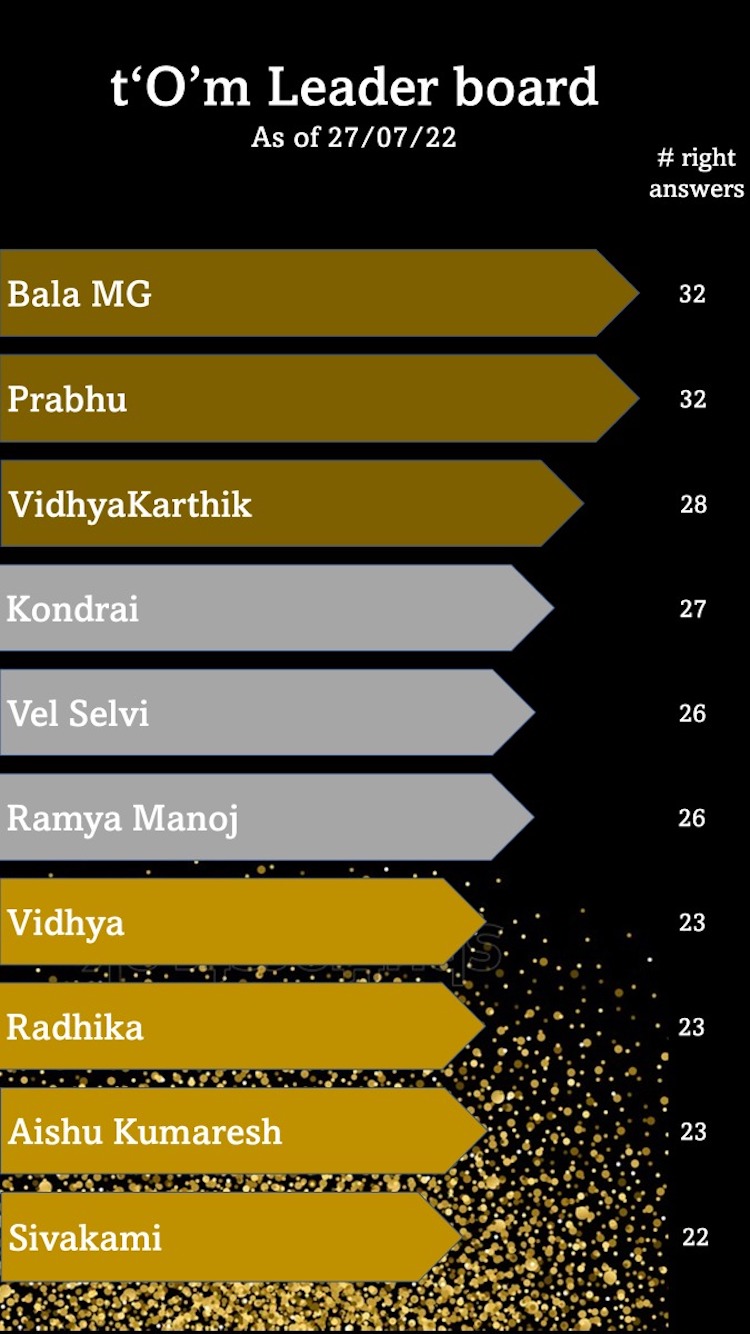 t‘O’m Leader board
As of 27/07/22
# right
answers
Bala MG 32
Prabhu 32
VidhyaKarthik 28
Kondrai 27
Vel Selvi 26
Ramya Manoj 26
Vidhya 23
Radhika 23
Aishu Kumaresh 23
Sivakami 22